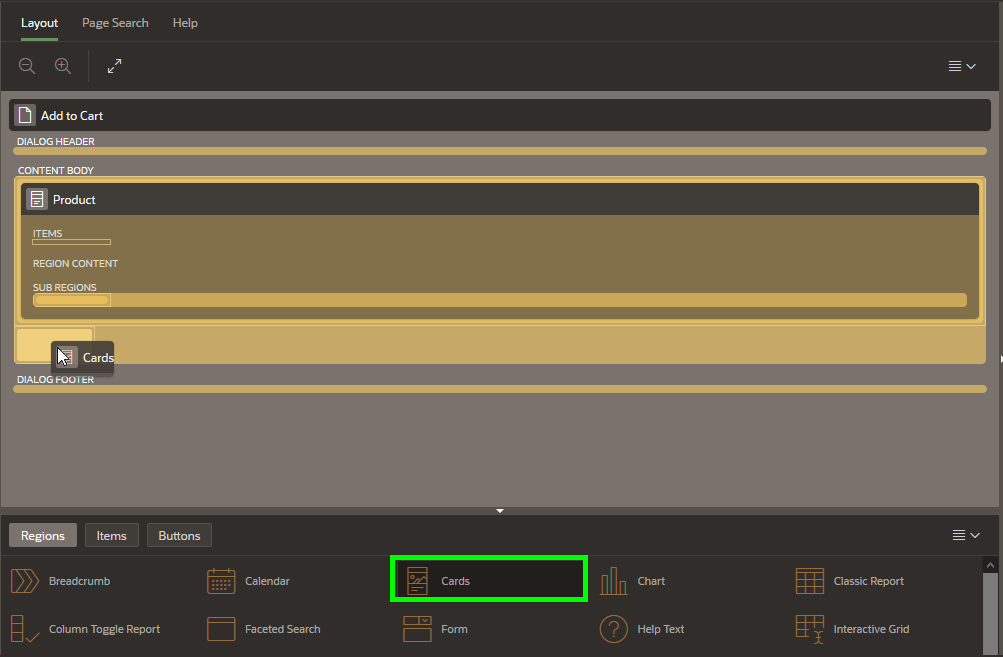 Layout Page Search Help
Add to Cart
DIALOG HEADER
CONTENT BODY
Product
ITEMS
REGION CONTENT
SUB REGIONS
Cards
DIALOG FOOTER
Regions Items Buttons
Breadcrumb Calendar Cards Chart Classic Report
Column Toggle Report Faceted Search Form Help Text Interactive Grid